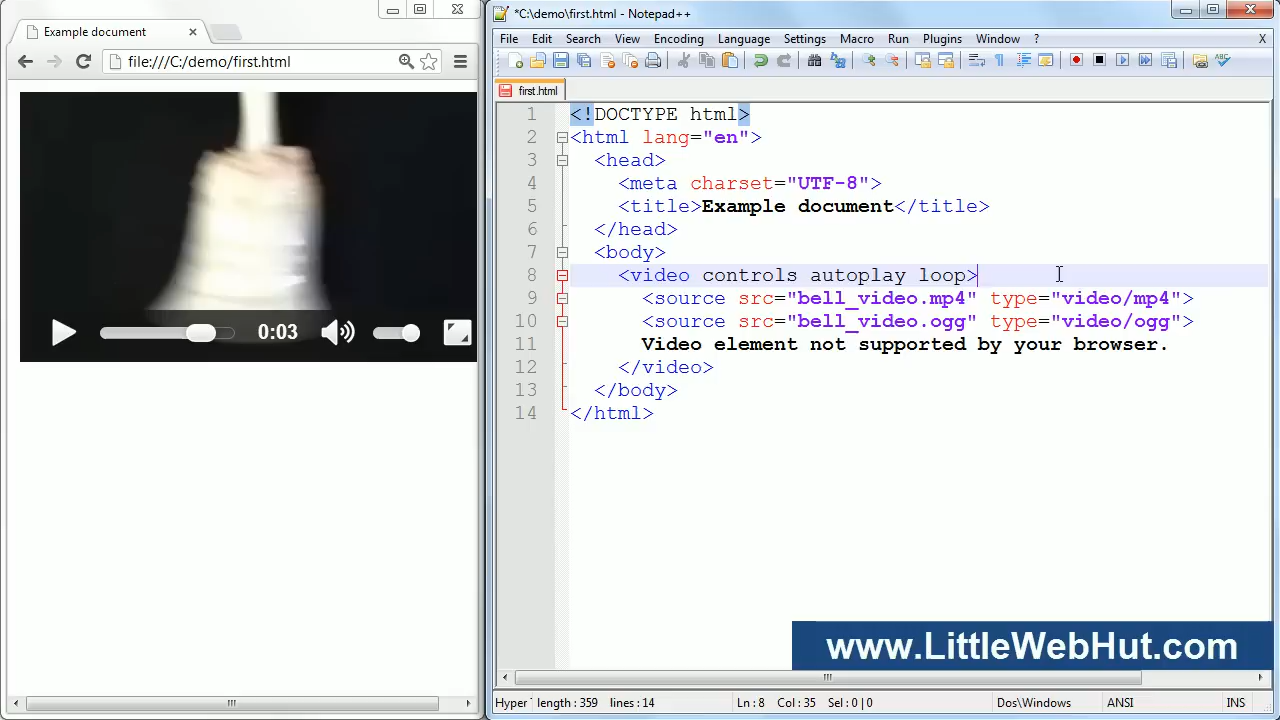 Example document
file:///C:/demo/first.html
0:03
*C:\demo\first.html - Notepad++
File Edit Search View Encoding Language Settings Macro Run Window Plugins ? X
first.html
1 <!DOCTYPE html>
2 <html lang="en">
3 <head>
4 <meta charset="UTF-8">
5 <title>Example document</title>
6 </head>
7 <body>
8 <video controls autoplay loop>
9 <source src="bell_video.mp4" type="video/mp4">
10 <source src="bell_video.ogg" type="video/ogg">
11 Video element not supported by your browser.
12 </video>
13 </body>
14 </html>
www.LittleWebHut.com
Hyper length : 359 lines : 14 Ln : 8 Col : 35 Sel : 0 | 0 Dos\Windows ANSI INS